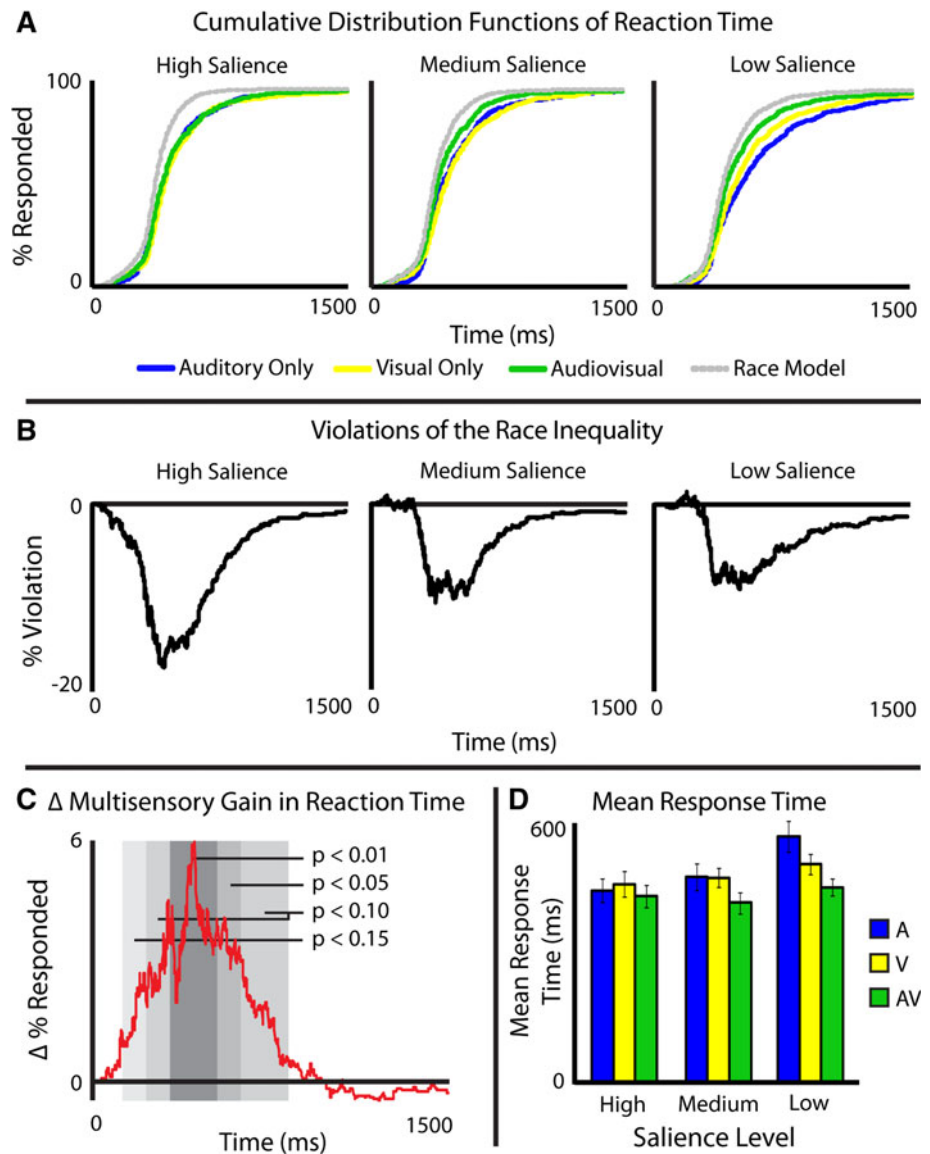 A Cumulative Distribution Functions of Reaction Time
High Salience Medium Salience Low Salience
100
% Responded
0
0 1500 0 1500 0 1500
Time (ms)
Auditory Only Visual Only Audiovisual Race Model
B Violations of the Race Inequality
High Salience Medium Salience Low Salience
0
% Violation
-20
0 1500 0 1500 0 1500
Time (ms)
C Δ Multisensory Gain in Reaction Time
6
p < 0.01
p < 0.05
p < 0.10
p < 0.15
Δ % Responded
0
0 1500
Time (ms)
D Mean Response Time
600
Mean Response
Time (ms)
A
V
AV
0
High Medium Low
Salience Level